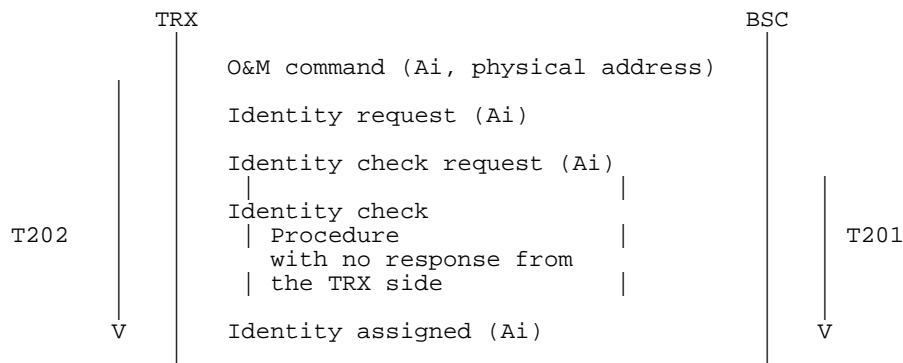 TRX BSC
O&M command (Ai, physical address)
Identity request (Ai)
Identity check request (Ai)
Identity check
T202 Procedure T201
with no response from
the TRX side
V Identity assigned (Ai) V